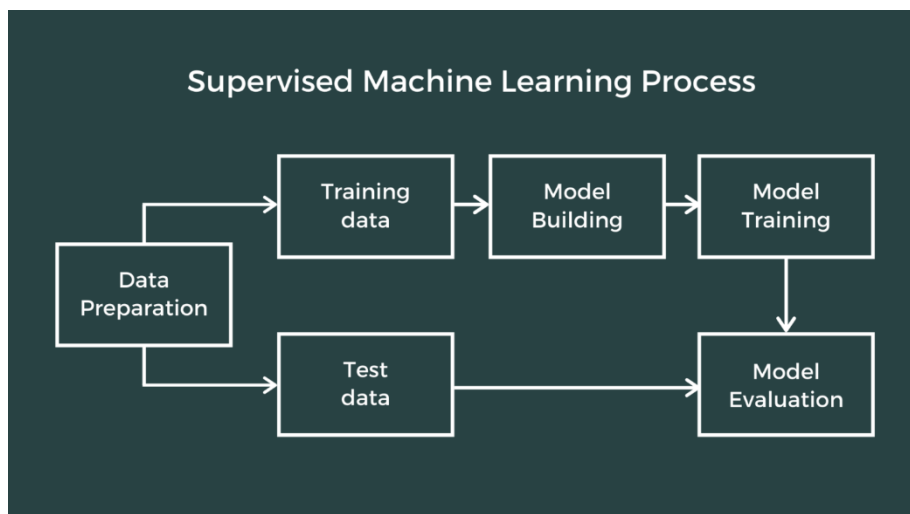 Supervised Machine Learning Process
Training
data
Model
Building
Model
Training
Data
Preparation
Test
data
Model
Evaluation